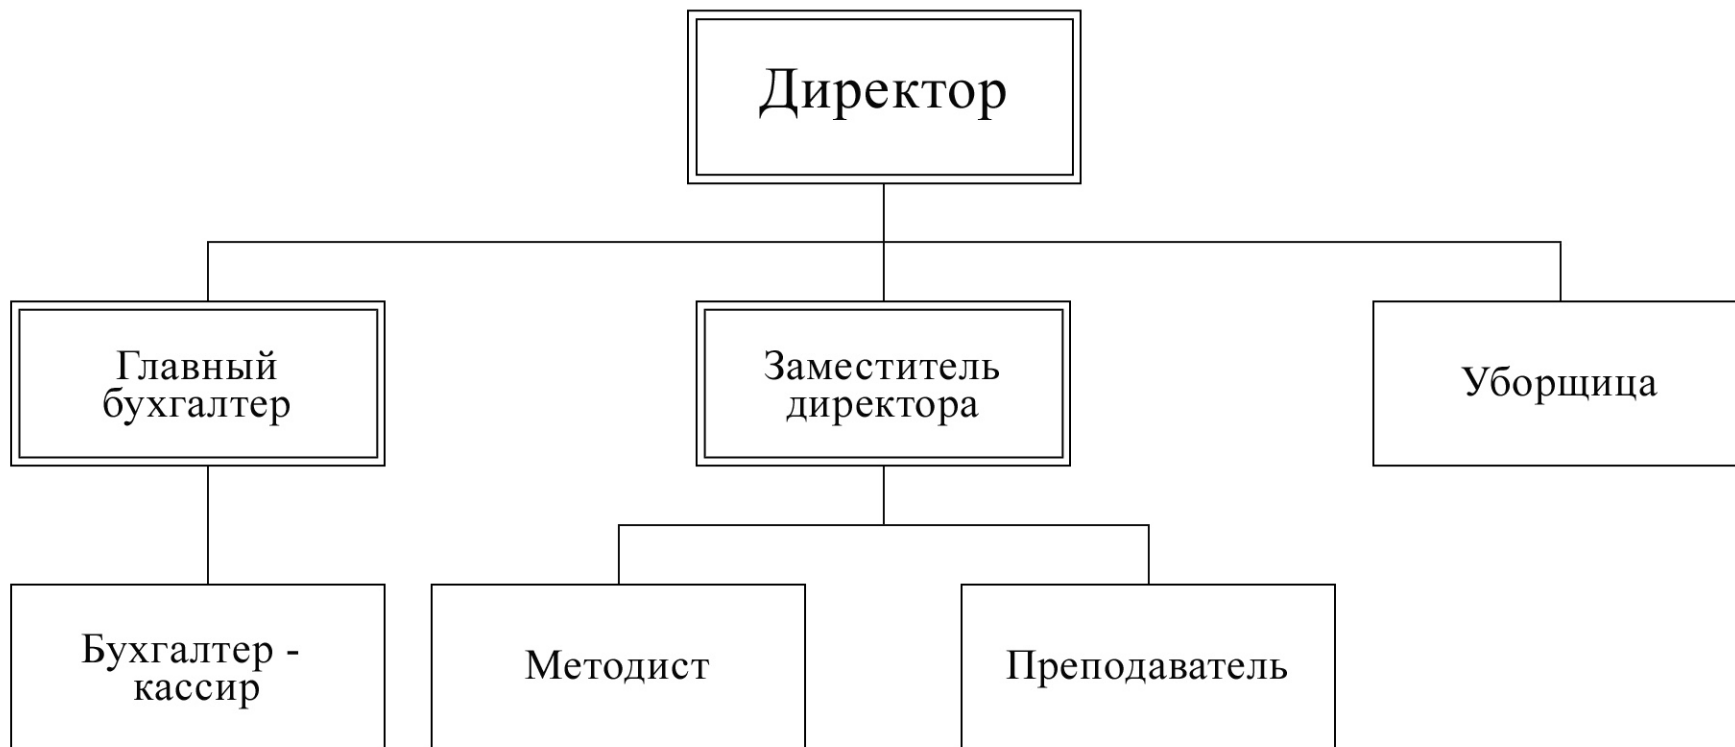 Директор
Главный
бухгалтер
Заместитель
директора
Уборщица
Бухгалтер -
кассир
Методист
Преподаватель